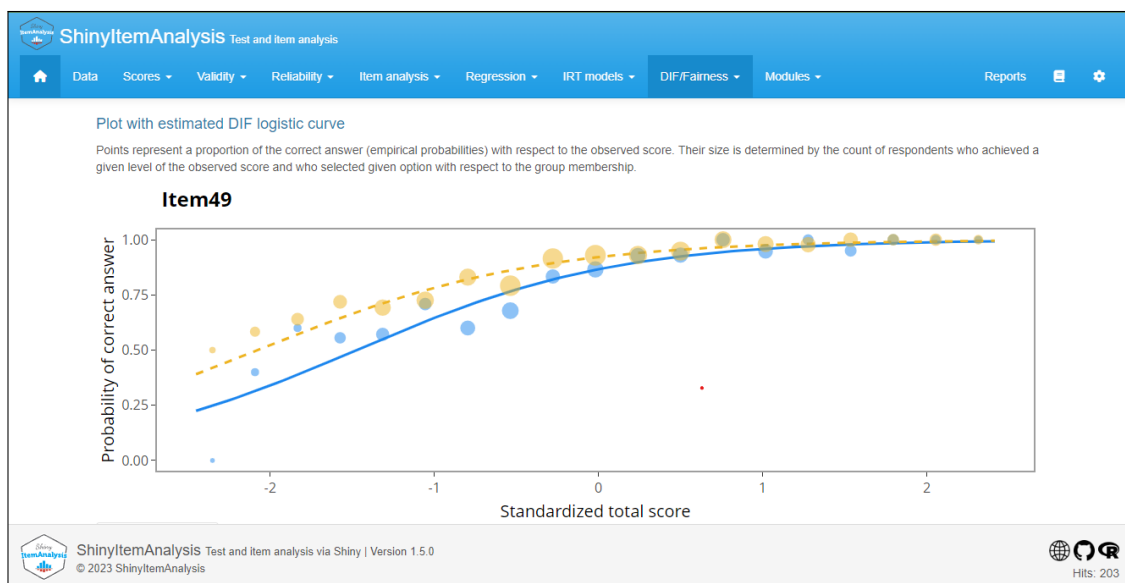 ShinyItemAnalysis Test and item analysis
Data Scores Validity Reliability Item analysis Regression IRT models DIF/Fairness Modules Reports
Plot with estimated DIF logistic curve
Points represent a proportion of the correct answer (empirical probabilities) with respect to the observed score. Their size is determined by the count of respondents who achieved a
given level of the observed score and who selected given option with respect to the group membership.
Item49
Probability of correct answer
1.00
0.75
0.50
0.25
0.00
-2 -1 0 1 2
Standardized total score
ShinyItemAnalysis Test and item analysis via Shiny | Version 1.5.0
© 2023 ShinyItemAnalysis
Hits: 203